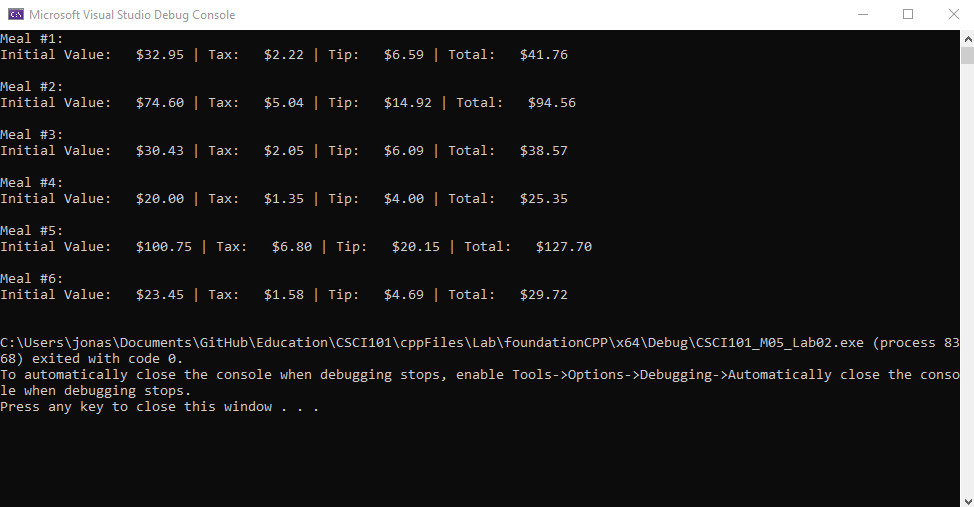 Microsoft Visual Studio Debug Console
Meal #1:
Initial Value:   $32.95 | Tax:   $2.22 | Tip:   $6.59 | Total:   $41.76
Meal #2:
Initial Value:   $74.60 | Tax:   $5.04 | Tip:   $14.92 | Total:   $94.56
Meal #3:
Initial Value:   $30.43 | Tax:   $2.05 | Tip:   $6.09 | Total:   $38.57
Meal #4:
Initial Value:   $20.00 | Tax:   $1.35 | Tip:   $4.00 | Total:   $25.35
Meal #5:
Initial Value:   $100.75 | Tax:   $6.80 | Tip:   $20.15 | Total:   $127.70
Meal #6:
Initial Value:   $23.45 | Tax:   $1.58 | Tip:   $4.69 | Total:   $29.72
C:\Users\jonas\Documents\GitHub\Education\CSCI101\cppFiles\Lab\foundationCPP\x64\Debug\CSCI101_M05_Lab02.exe (process 83
68) exited with code 0.
To automatically close the console when debugging stops, enable Tools->Options->Debugging->Automatically close the conso
le when debugging stops.
Press any key to close this window . . .